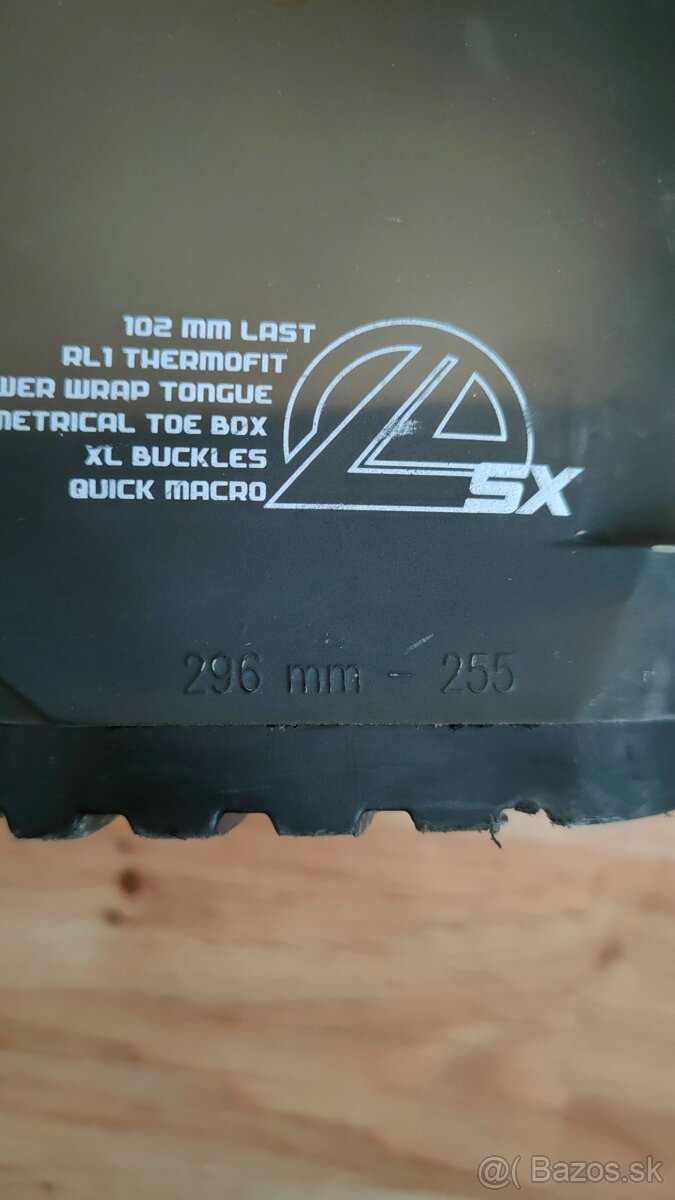 102 MM LAST
RL1 THERMOFIT
WER WRAP TONGUE
METRICAL TOE BOX
XL BUCKLES
QUICK MACRO
SX
296 mm - 255
@( Bazos.sk